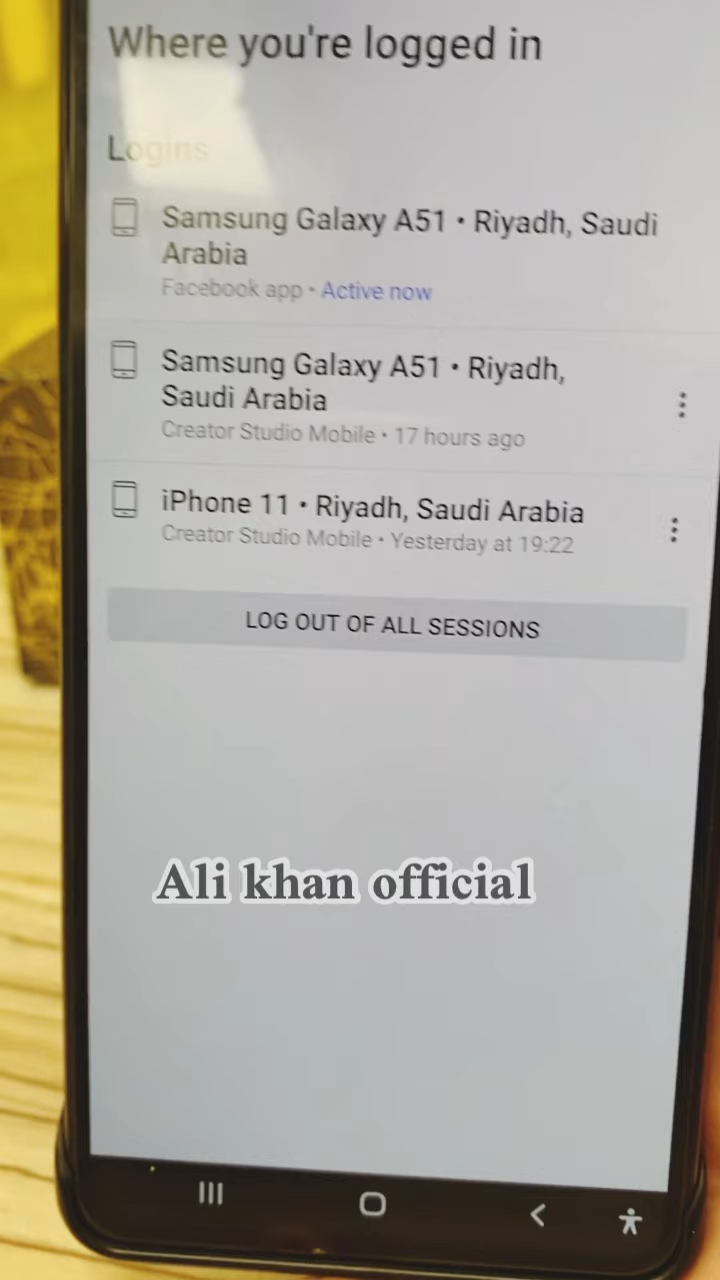 Where you're logged in
Logins
Samsung Galaxy A51 • Riyadh, Saudi
Arabia
Facebook app • Active now
Samsung Galaxy A51 • Riyadh,
Saudi Arabia
Creator Studio Mobile • 17 hours ago
iPhone 11 • Riyadh, Saudi Arabia
Creator Studio Mobile • Yesterday at 19:22
LOG OUT OF ALL SESSIONS
Ali khan official